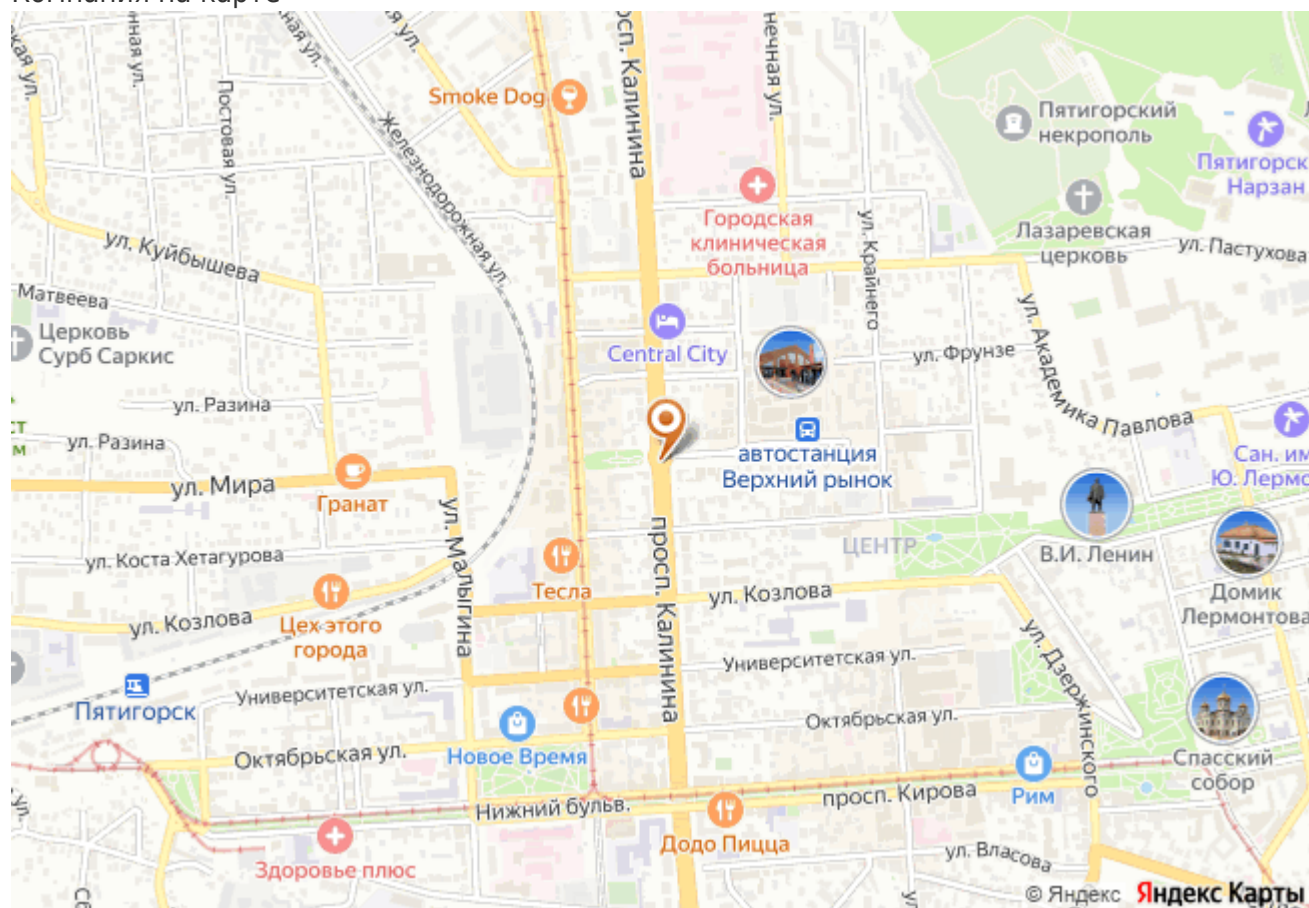 Компания на карте
просп. Калинина
Smoke Dog
Постовая ул.
Железнодорожная ул.
Пятигорский
некрополь
Пятигорск
Нарзан
Городская
клиническая
больница
Лазаревская
церковь
ул. Пастухова
ул. Крайнего
ул. Куйбышева
Матвеева
Церковь
Сурб Саркис
Central City
ул. Фрунзе
ул. Академика Павлова
ул. Разина
ул. Разина
автостанция
Верхний рынок
Сан. им
Ю. Лермо
ул. Мира
Гранат
ул. Малыгина
просп. Калинина
ЦЕНТР
В.И. Ленин
ул. Коста Хетагурова
Тесла
ул. Козлова
Домик
Лермонтова
ул. Козлова
Цех этого
города
ул. Дзержинского
Университетская ул.
Университетская ул.
Пятигорск
Октябрьская ул.
Октябрьская ул.
Новое Время
Спасский
собор
Нижний бульв.
просп. Кирова
Рим
Додо Пицца
Здоровье плюс
ул. Власова
© Яндекс Яндекс Карты